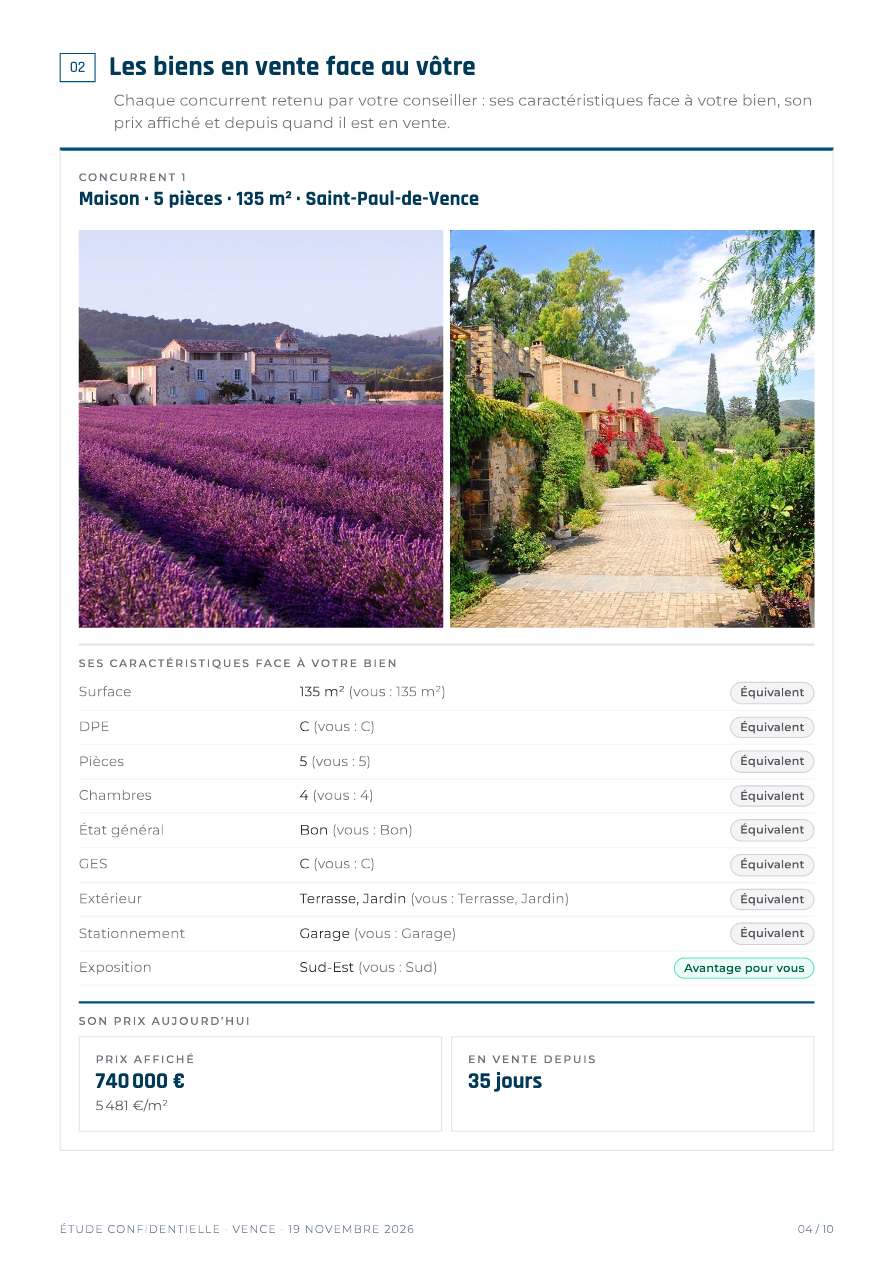 02
Les biens en vente face au vôtre
Chaque concurrent retenu par votre conseiller : ses caractéristiques face à votre bien, son
prix affiché et depuis quand il est en vente.
CONCURRENT 1
Maison · 5 pièces · 135 m² · Saint-Paul-de-Vence
SES CARACTÉRISTIQUES FACE À VOTRE BIEN
Surface 135 m² (vous : 135 m²) Équivalent
DPE C (vous : C) Équivalent
Pièces 5 (vous : 5) Équivalent
Chambres 4 (vous : 4) Équivalent
État général Bon (vous : Bon) Équivalent
GES C (vous : C) Équivalent
Extérieur Terrasse, Jardin (vous : Terrasse, Jardin) Équivalent
Stationnement Garage (vous : Garage) Équivalent
Exposition Sud-Est (vous : Sud) Avantage pour vous
SON PRIX AUJOURD'HUI
PRIX AFFICHÉ
740 000 €
5 481 €/m²
EN VENTE DEPUIS
35 jours
ÉTUDE CONFIDENTIELLE · VENCE · 19 NOVEMBRE 2026
04 / 10